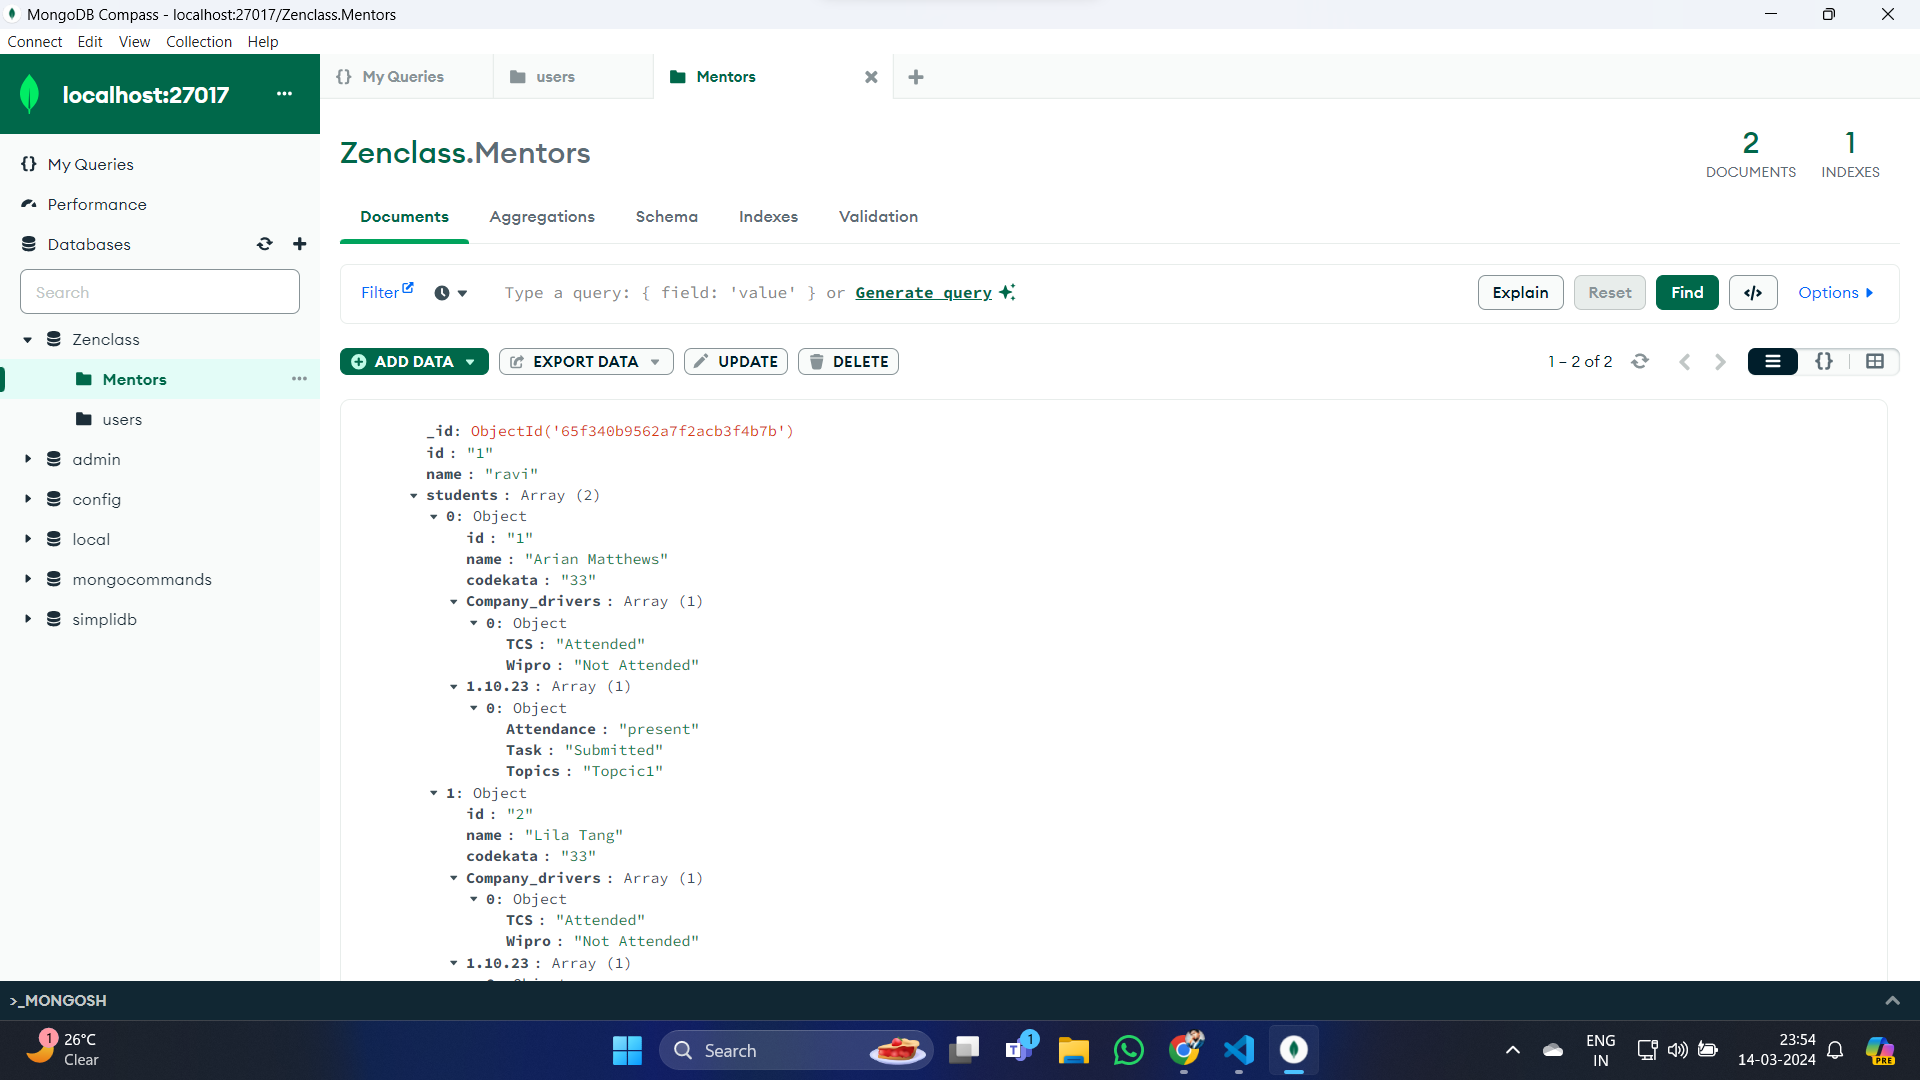 MongoDB Compass - localhost:27017/Zenclass.Mentors
Connect Edit View Collection Help
localhost:27017 ...
My Queries
Performance
Databases
Search
Zenclass
Mentors
users
admin
config
local
mongocommands
simplidb
{} My Queries
users
Mentors
Zenclass.Mentors
2
DOCUMENTS
1
INDEXES
Documents Aggregations Schema Indexes Validation
Filter Type a query: { field: 'value' } or Generate query Explain Reset Find </> Options
ADD DATA EXPORT DATA UPDATE DELETE 1 – 2 of 2 {}
_id: ObjectId('65f340b9562a7f2acb3f4b7b')
id : "1"
name : "ravi"
students : Array (2)
0: Object
id : "1"
name : "Arian Matthews"
codekata : "33"
Company_drivers : Array (1)
0: Object
TCS : "Attended"
Wipro : "Not Attended"
1.10.23 : Array (1)
0: Object
Attendance : "present"
Task : "Submitted"
Topics : "Topcic1"
1: Object
id : "2"
name : "Lila Tang"
codekata : "33"
Company_drivers : Array (1)
0: Object
TCS : "Attended"
Wipro : "Not Attended"
1.10.23 : Array (1)
>_MONGOSH
1
26°C
Clear
Search
1
ENG
IN
23:54
14-03-2024
PRE